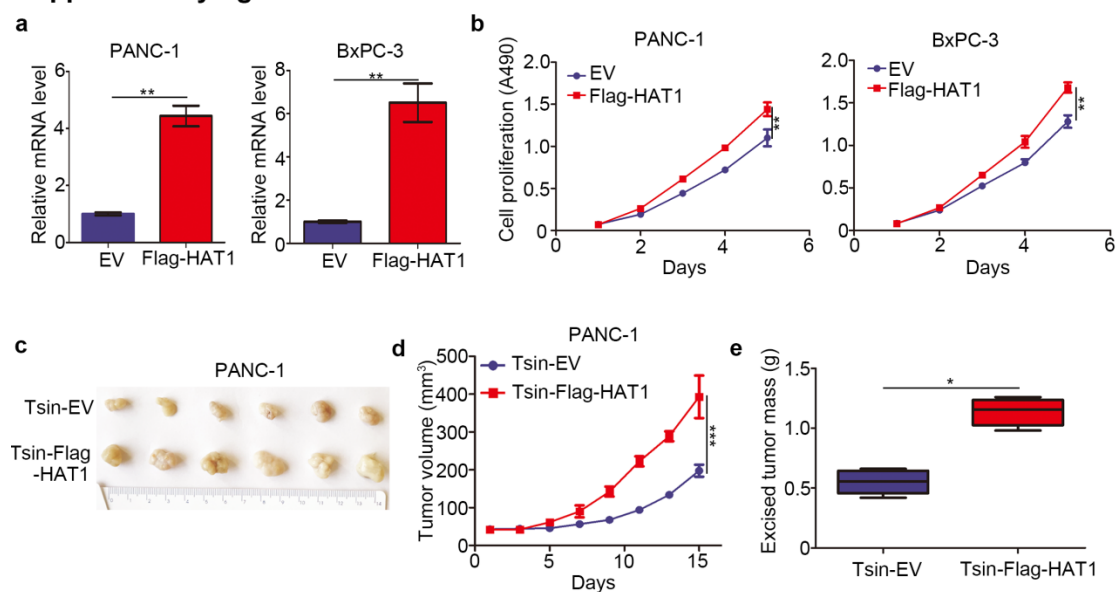 a
PANC-1
Relative mRNA level
6
4
2
0
**
EV
Flag-HAT1
BxPC-3
Relative mRNA level
8
6
4
2
0
**
EV
Flag-HAT1
b
PANC-1
Cell proliferation (A490)
2.0
1.5
1.0
0.5
0
EV
Flag-HAT1
**
0 2 4 6
Days
BxPC-3
2.0
1.5
1.0
0.5
0.0
EV
Flag-HAT1
**
0 2 4 6
Days
c
PANC-1
Tsin-EV
Tsin-Flag
-HAT1
d
PANC-1
Tumor volume (mm³)
500
400
300
200
100
0
Tsin-EV
Tsin-Flag-HAT1
***
0 5 10 15
Days
e
Excised tumor mass (g)
1.5
1.0
0.5
0.0
*
Tsin-EV
Tsin-Flag-HAT1